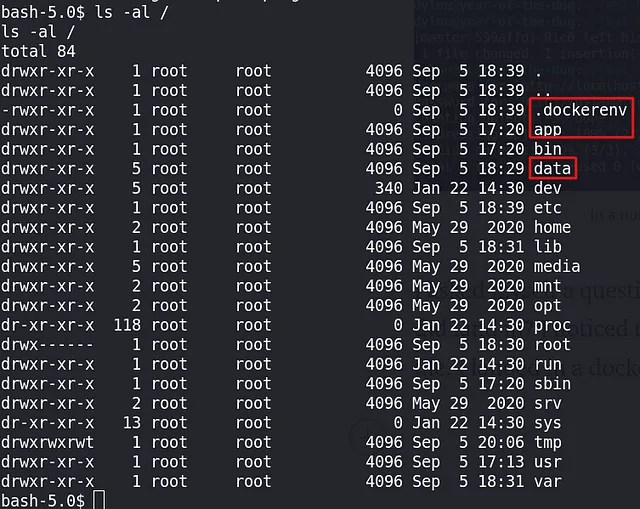 bash-5.0$ ls -al /
ls -al /
total 84
drwxr-xr-x 1 root root 4096 Sep 5 18:39 .
drwxr-xr-x 1 root root 4096 Sep 5 18:39 ..
-rwxr-xr-x 1 root root 0 Sep 5 18:39 .dockerenv
drwxr-xr-x 1 root root 4096 Sep 5 17:20 app
drwxr-xr-x 1 root root 4096 Sep 5 17:20 bin
drwxr-xr-x 5 root root 4096 Sep 5 18:29 data
drwxr-xr-x 5 root root 340 Jan 22 14:30 dev
drwxr-xr-x 1 root root 4096 Sep 5 18:39 etc
drwxr-xr-x 2 root root 4096 May 29 2020 home
drwxr-xr-x 1 root root 4096 Sep 5 18:31 lib
drwxr-xr-x 5 root root 4096 May 29 2020 media
drwxr-xr-x 2 root root 4096 May 29 2020 mnt
drwxr-xr-x 2 root root 4096 May 29 2020 opt
dr-xr-xr-x 118 root root 0 Jan 22 14:30 proc
drwx------ 1 root root 4096 Sep 5 18:30 root
drwxr-xr-x 1 root root 4096 Jan 22 14:30 run
drwxr-xr-x 1 root root 4096 Sep 5 17:20 sbin
drwxr-xr-x 2 root root 4096 May 29 2020 srv
dr-xr-xr-x 13 root root 0 Jan 22 14:30 sys
drwxrwxrwt 1 root root 4096 Sep 5 20:06 tmp
drwxr-xr-x 1 root root 4096 Sep 5 17:13 usr
drwxr-xr-x 1 root root 4096 Sep 5 18:31 var
bash-5.0$